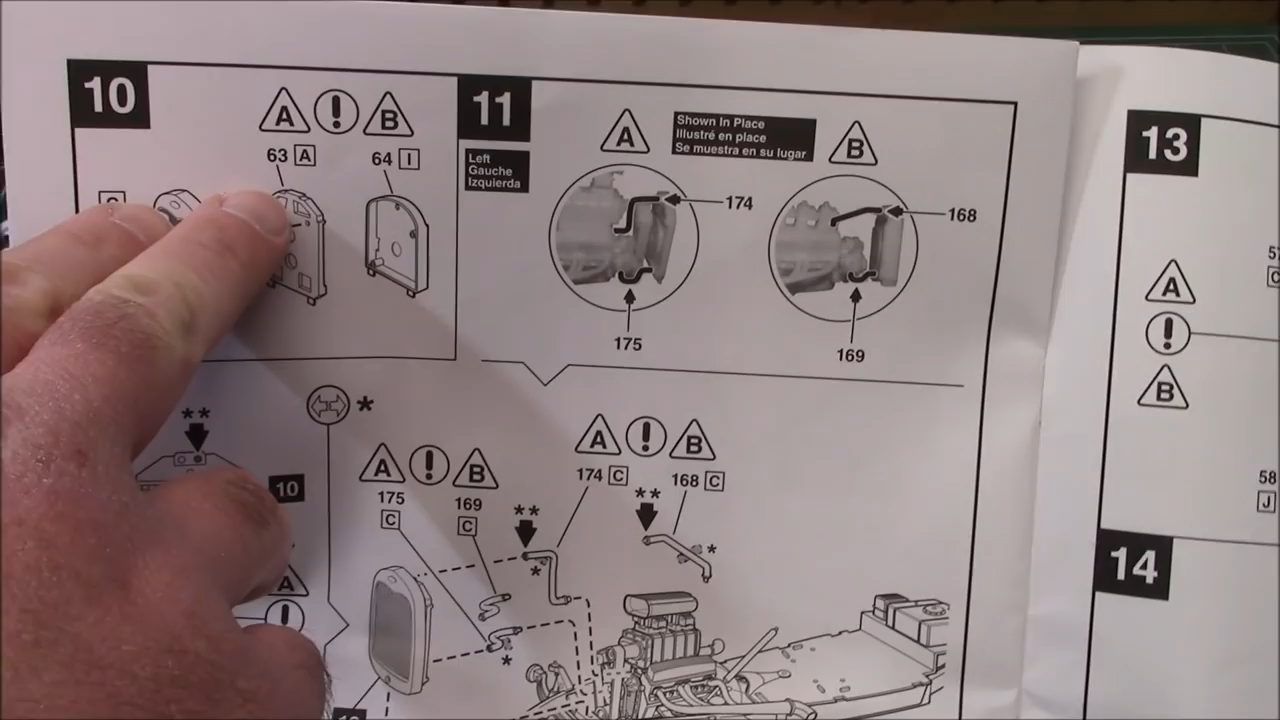 10
A ! B
63 A
64 I
11
Left
Gauche
Izquierda
A
Shown In Place
Illustré en place
Se muestra en su lugar
B
174
168
175
169
*
**
10
A
!
A ! B
175
C
169
C
A ! B
174 C
168 C
**
**
*
*
*
13
A
!
B
C
58
J
14